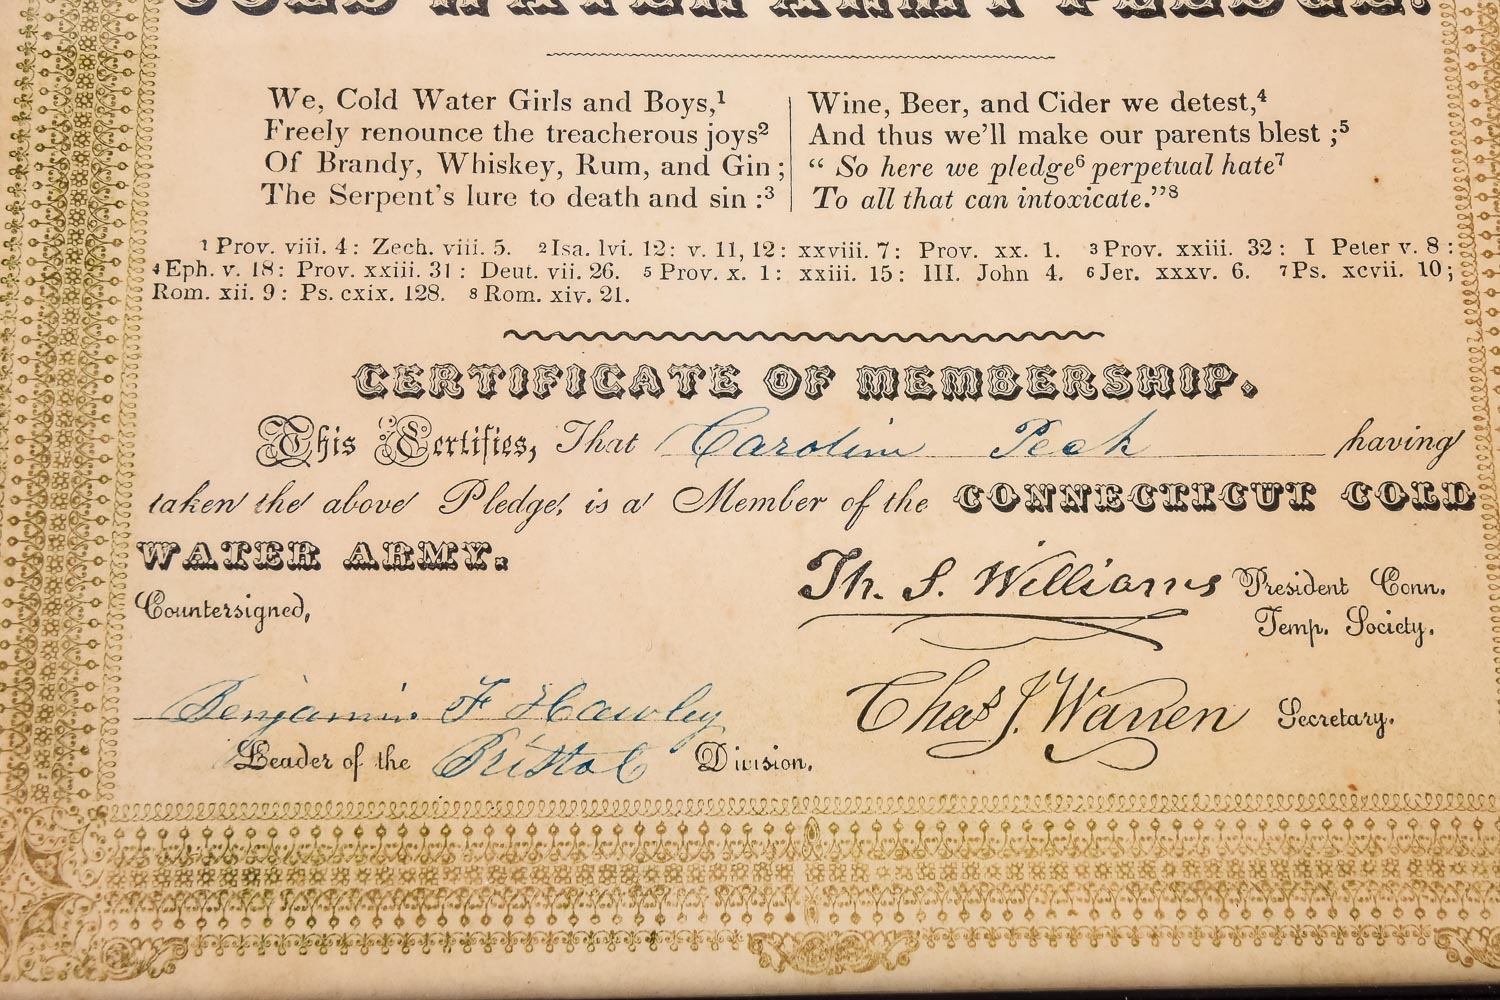 COLD WATER ARMY PLEDGE.
We, Cold Water Girls and Boys,¹
Freely renounce the treacherous joys²
Of Brandy, Whiskey, Rum, and Gin ;
The Serpent's lure to death and sin :³
Wine, Beer, and Cider we detest,⁴
And thus we'll make our parents blest ;⁵
“ So here we pledge⁶ perpetual hate⁷
To all that can intoxicate.”⁸
¹ Prov. viii. 4 : Zech. viii. 5. ² Isa. lvi. 12 : v. 11, 12 : xxviii. 7 : Prov. xx. 1. ³ Prov. xxiii. 32 : I Peter v. 8 :
⁴ Eph. v. 18 : Prov. xxiii. 31 : Deut. vii. 26. ⁵ Prov. x. 1 : xxiii. 15 : III. John 4. ⁶ Jer. xxxv. 6. ⁷ Ps. xcvii. 10 ;
Rom. xii. 9 : Ps. cxix. 128. ⁸ Rom. xiv. 21.
CERTIFICATE OF MEMBERSHIP.
This Certifies, That Carolin Peck having
taken the above Pledge, is a Member of the CONNECTICUT COLD
WATER ARMY.
Th. S. Williams President Conn.
Temp. Society.
Countersigned,
Chas J. Warren Secretary.
Benjamin F Hawley
Leader of the Bristol Division.